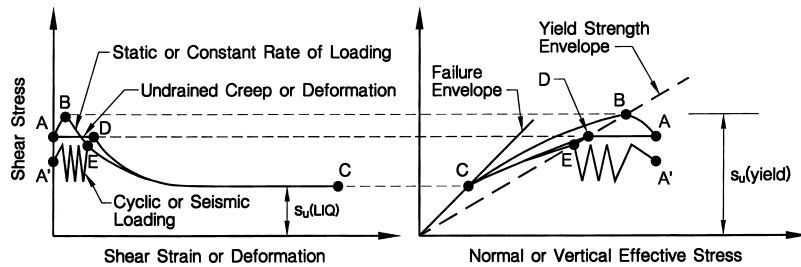 Shear Stress
Static or Constant Rate of Loading
Undrained Creep or Deformation
B
A
D
E
A'
C
Cyclic or Seismic
Loading
su(LIQ)
Shear Strain or Deformation
Yield Strength
Envelope
Failure
Envelope
D
B
A
E
C
A'
su(yield)
Normal or Vertical Effective Stress